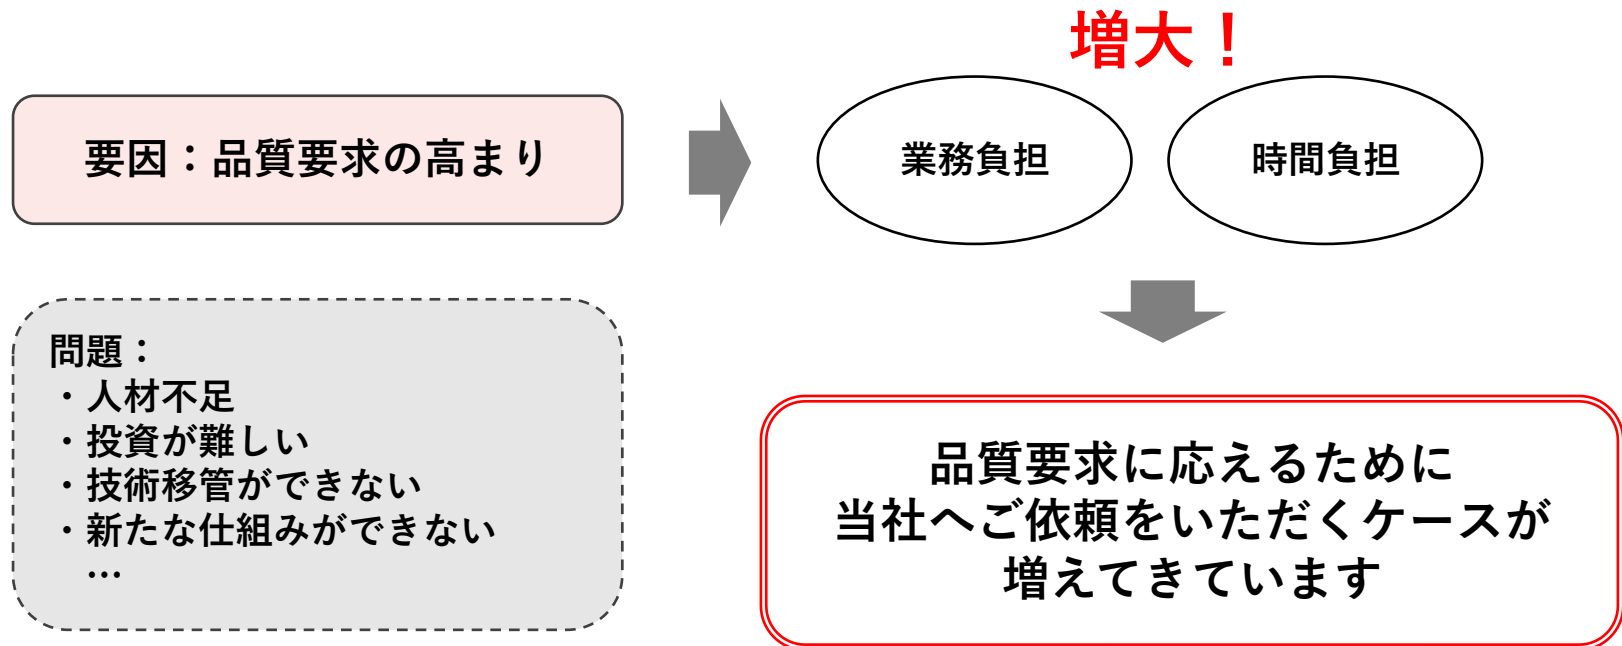 増大！
要因：品質要求の高まり
業務負担
時間負担
問題：
・人材不足
・投資が難しい
・技術移管ができない
・新たな仕組みができない
…
品質要求に応えるために
当社へご依頼をいただくケースが
増えてきています